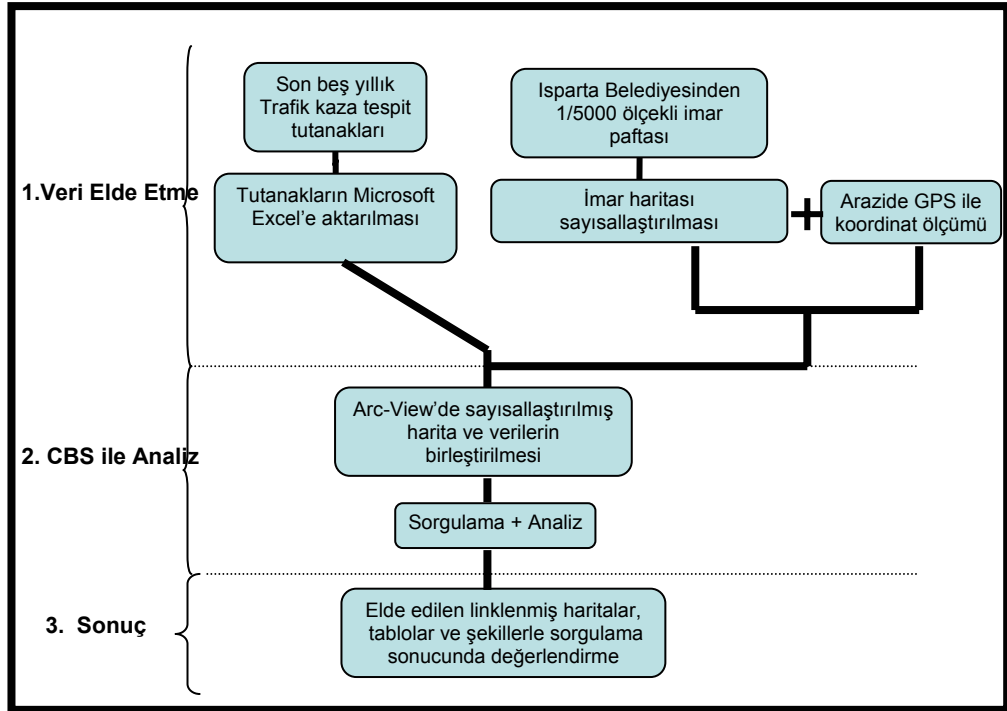 Son beş yıllık
Trafik kaza tespit
tutanakları
Isparta Belediyesinden
1/5000 ölçekli imar
paftası
1.Veri Elde Etme
Tutanakların Microsoft
Excel’e aktarılması
İmar haritası
sayısallaştırılması
+
Arazide GPS ile
koordinat ölçümü
2. CBS ile Analiz
Arc-View’de sayısallaştırılmış
harita ve verilerin
birleştirilmesi
Sorgulama + Analiz
3. Sonuç
Elde edilen linklenmiş haritalar,
tablolar ve şekillerle sorgulama
sonucunda değerlendirme